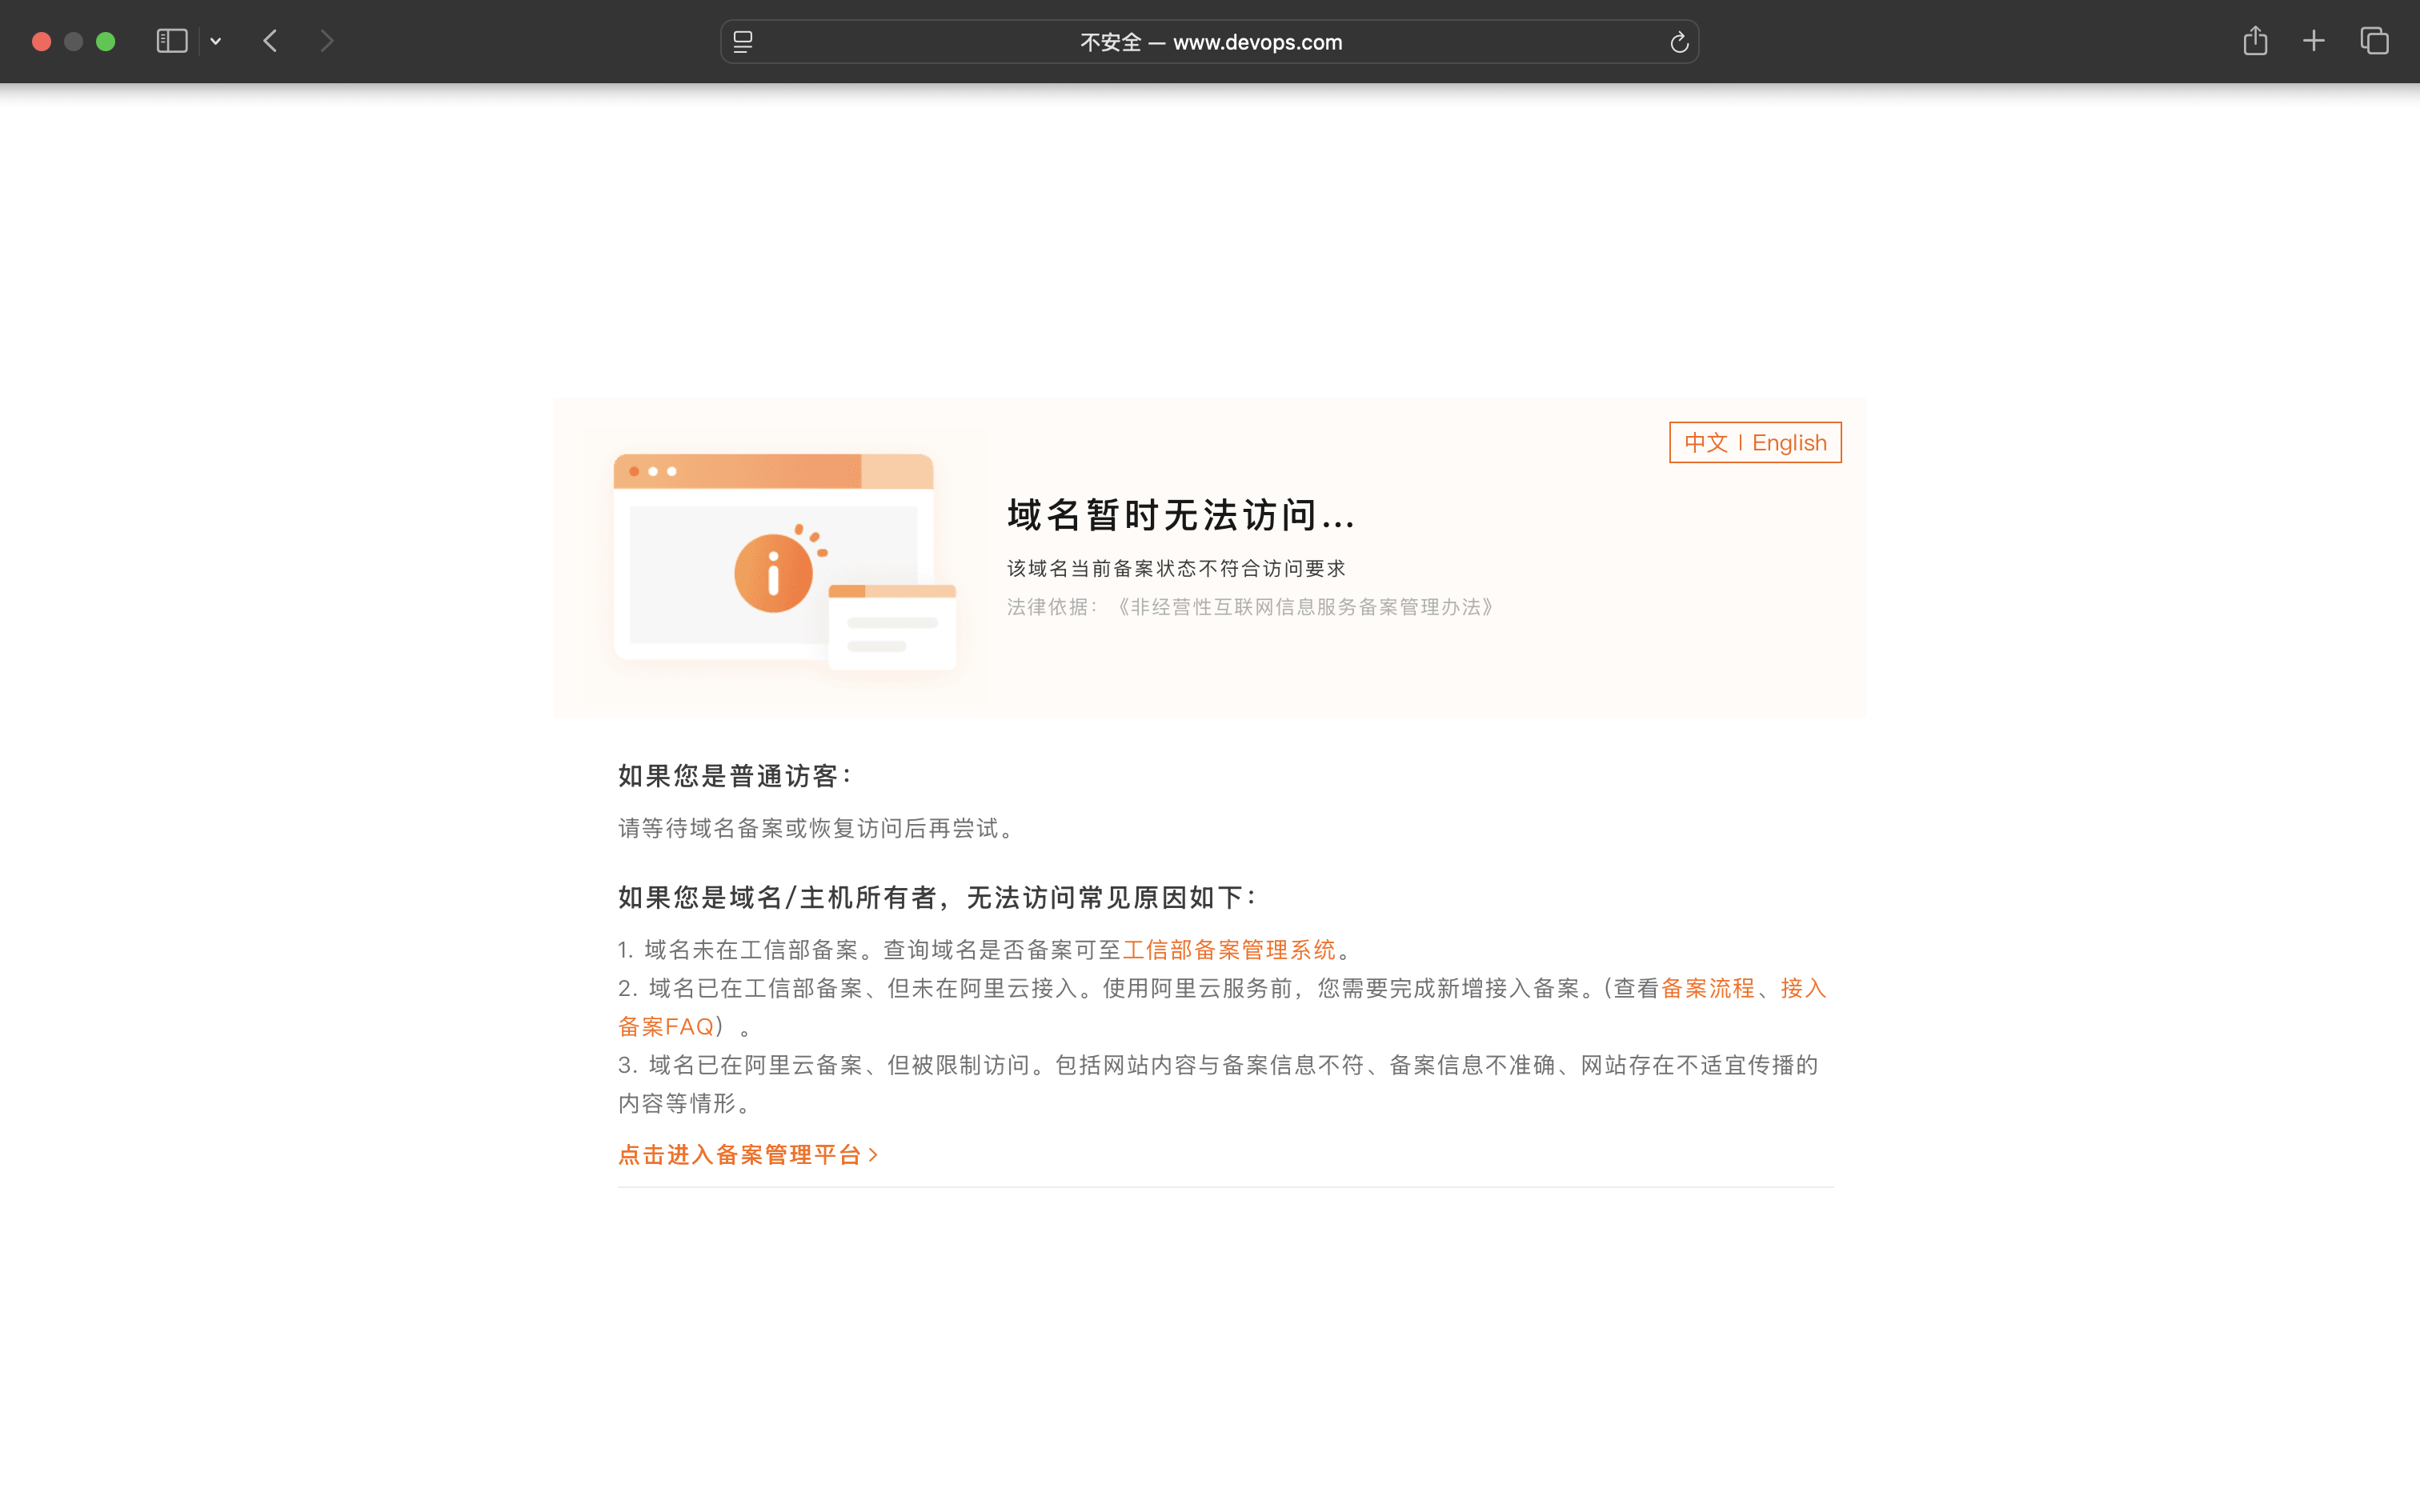 不安全 — www.devops.com
中文 | English
域名暂时无法访问...
该域名当前备案状态不符合访问要求
法律依据：《非经营性互联网信息服务备案管理办法》
如果您是普通访客：
请等待域名备案或恢复访问后再尝试。
如果您是域名/主机所有者，无法访问常见原因如下：
1. 域名未在工信部备案。查询域名是否备案可至工信部备案管理系统。
2. 域名已在工信部备案、但未在阿里云接入。使用阿里云服务前，您需要完成新增接入备案。（查看备案流程、接入
备案FAQ）。
3. 域名已在阿里云备案、但被限制访问。包括网站内容与备案信息不符、备案信息不准确、网站存在不适宜传播的
内容等情形。
点击进入备案管理平台 >